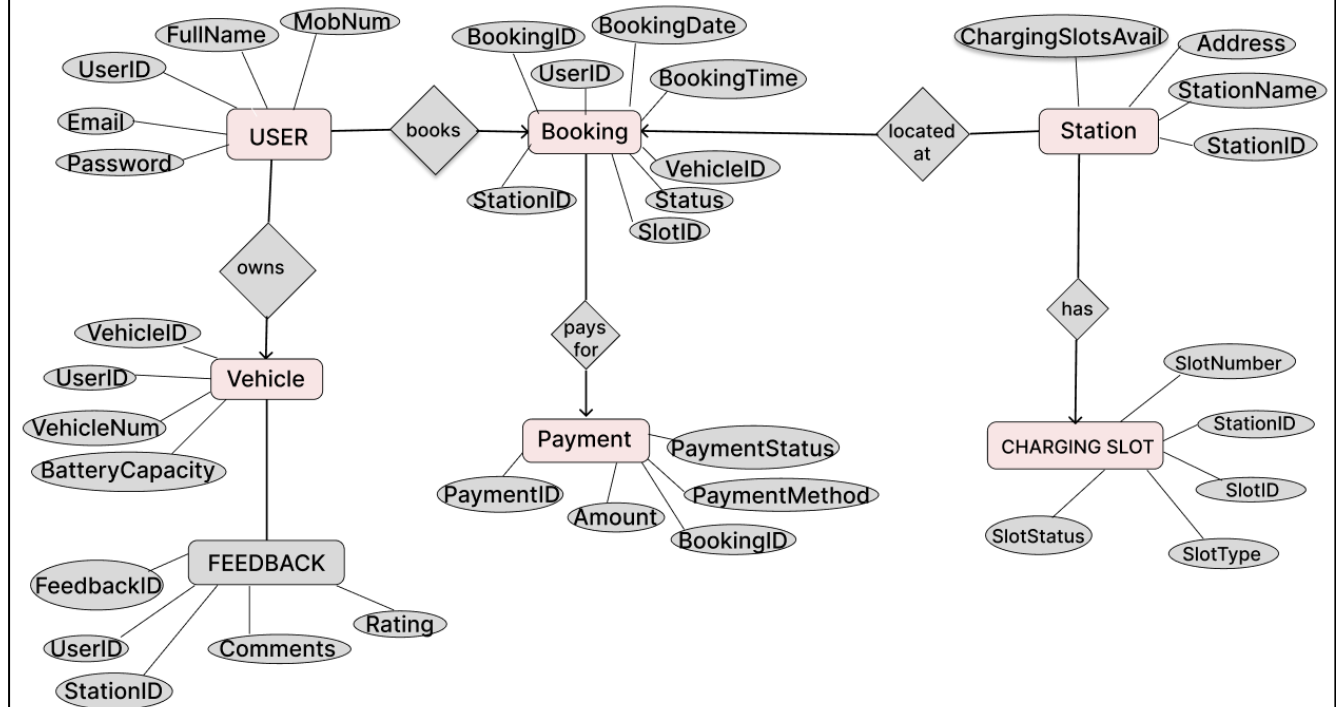 MobNum
FullName
UserID
Email
Password
USER
books
BookingID
BookingDate
UserID
BookingTime
Booking
StationID
VehicleID
Status
SlotID
located
at
ChargingSlotsAvail
Address
StationName
StationID
Station
owns
VehicleID
UserID
VehicleNum
BatteryCapacity
Vehicle
pays
for
Payment
PaymentStatus
PaymentID
PaymentMethod
Amount
BookingID
has
SlotNumber
StationID
CHARGING SLOT
SlotID
SlotStatus
SlotType
FEEDBACK
FeedbackID
UserID
StationID
Comments
Rating